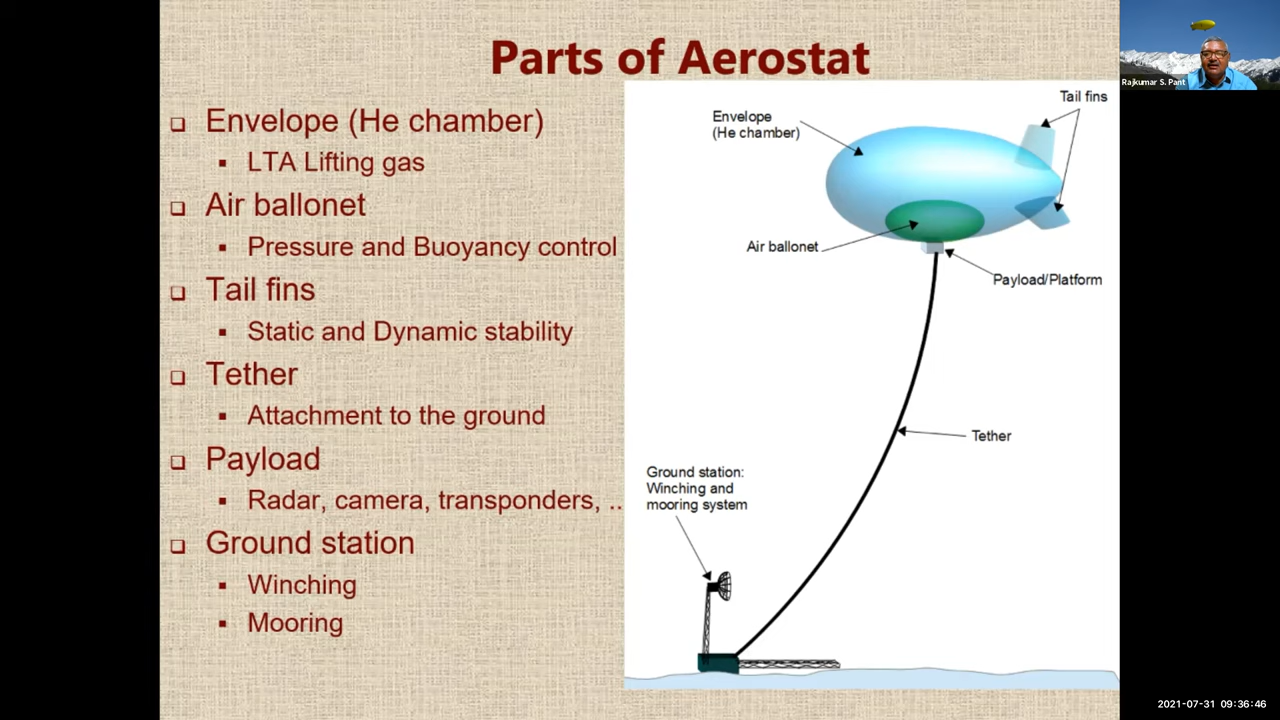 Parts of Aerostat
Envelope (He chamber)
LTA Lifting gas
Air ballonet
Pressure and Buoyancy control
Tail fins
Static and Dynamic stability
Tether
Attachment to the ground
Payload
Radar, camera, transponders, ..
Ground station
Winching
Mooring
Tail fins
Envelope
(He chamber)
Air ballonet
Payload/Platform
Tether
Ground station:
Winching and
mooring system
Rajkumar S. Pant
2021-07-31 09:36:46